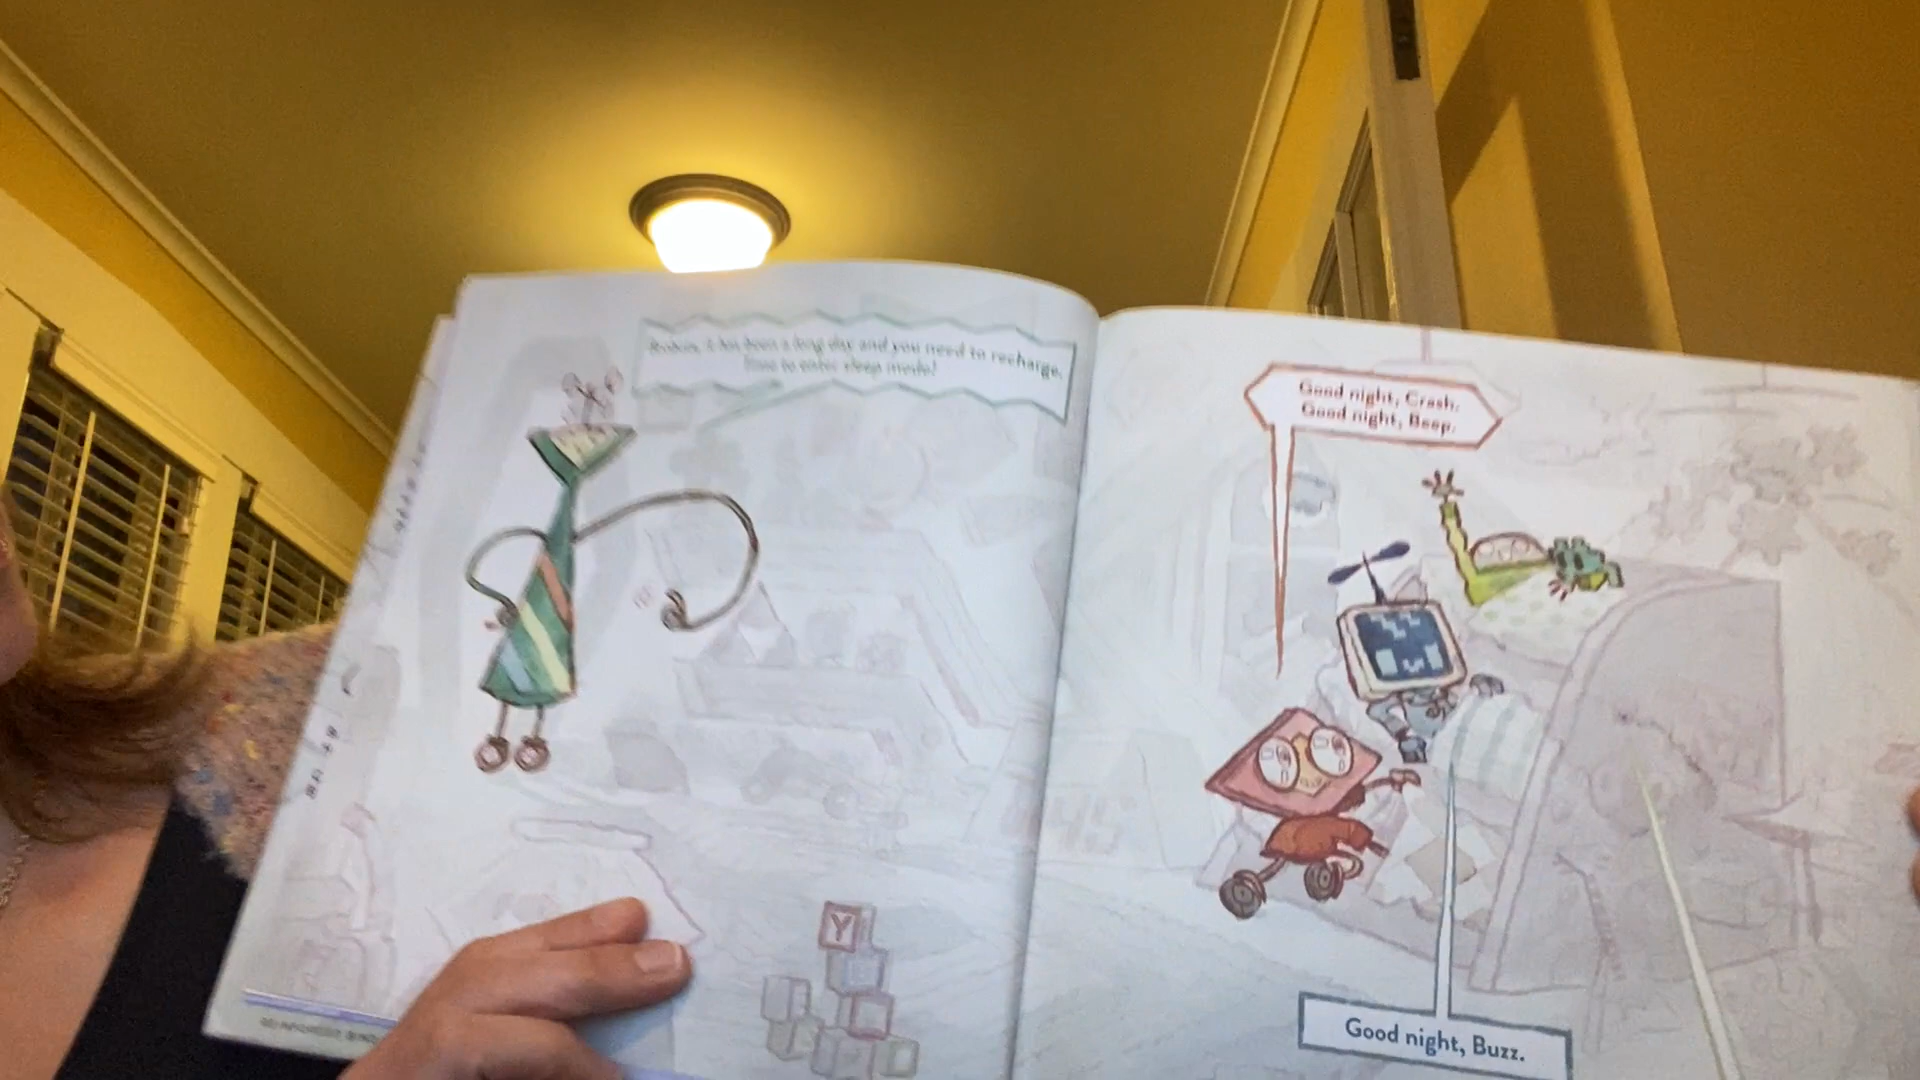 Robots, it has been a long day and you need to recharge.
Time to enter sleep mode!
Good night, Crash.
Good night, Beep.
Y
Good night, Buzz.